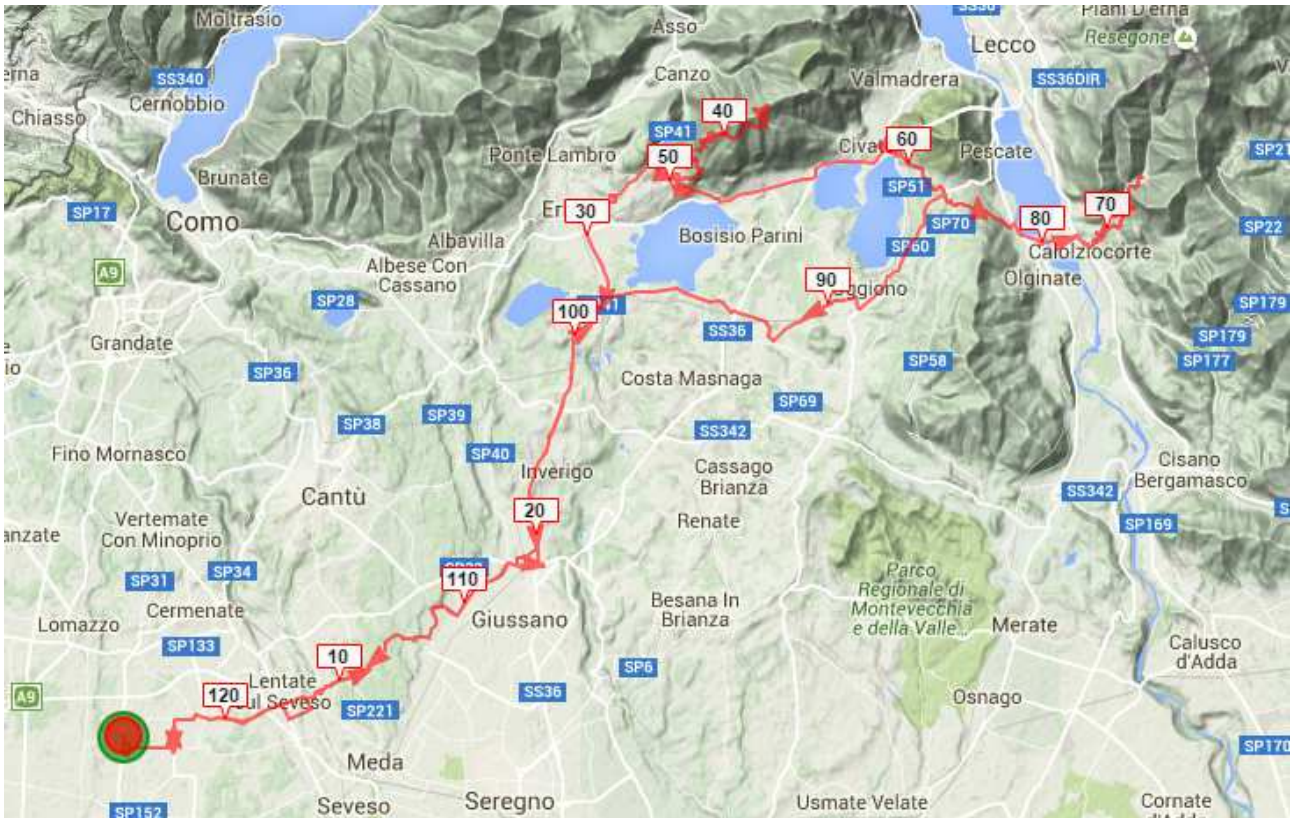 Moltrasio
SS36
Piani D'erna
Asso
Resegone
Lecco
SS340
Canzo
Valmadrera
SS36DIR
Cernobbio
Chiasso
40
SP41
60
Ponte Lambro
50
Pescate
SP51
Brunate
70
SP17
Como
30
80
SP22
Bosisio Parini
SP70
Albavilla
SP60
Calolziocorte
A9
Albese Con
Cassano
Olginate
90
SP28
100
SP179
SS36
SP179
Grandate
SP177
SP36
SP58
Costa Masnaga
SP69
SP39
SP38
SS342
SP40
Fino Mornasco
Inverigo
Cassago
Brianza
Cisano
Bergamasco
Cantù
SS342
20
Vertemate
Con Minoprio
Renate
SP169
SP34
SP31
110
Parco
Regionale di
Montevecchia
e della Valle...
Cermenate
Besana In
Brianza
Lomazzo
Giussano
Merate
SP133
Calusco
d'Adda
10
SP6
Lentate
sul Seveso
A9
SS36
Osnago
120
SP221
SP170
Meda
SP152
Seveso
Seregno
Usmate Velate
Cornate